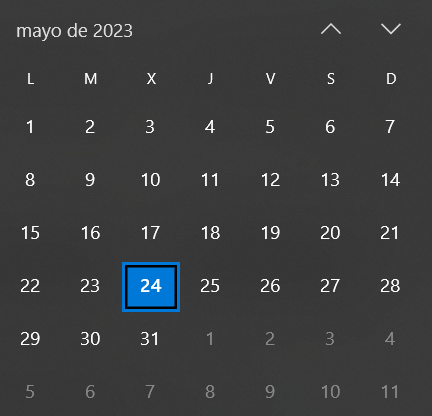 mayo de 2023
L M X J V S D
1 2 3 4 5 6 7
8 9 10 11 12 13 14
15 16 17 18 19 20 21
22 23 24 25 26 27 28
29 30 31 1 2 3 4
5 6 7 8 9 10 11